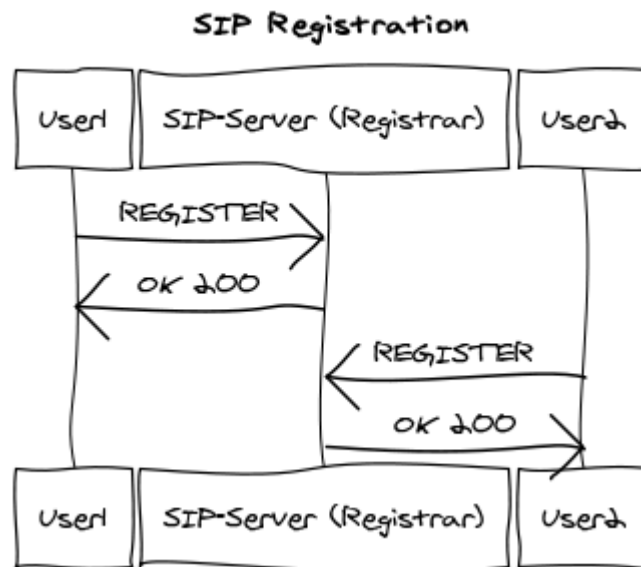 SIP Registration
User1 SIP-Server (Registrar) User2
REGISTER
OK 200
REGISTER
OK 200
User1 SIP-Server (Registrar) User2